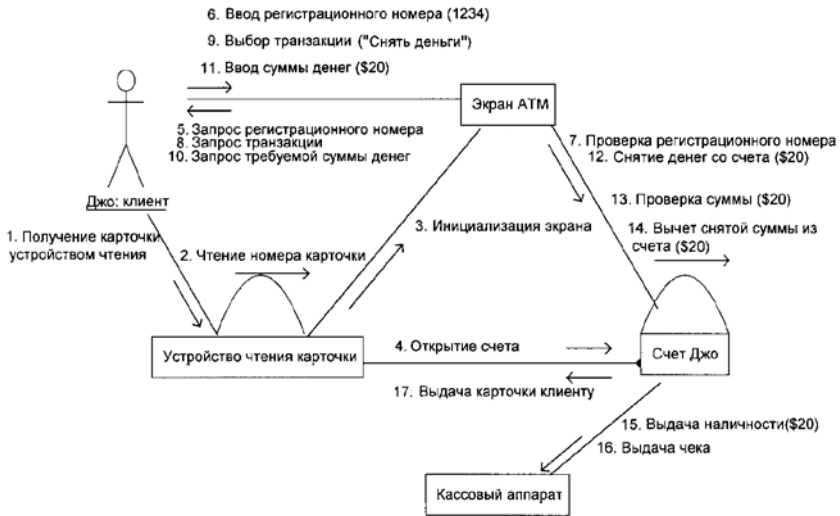 6. Ввод регистрационного номера (1234)
9. Выбор транзакции ("Снять деньги")
11. Ввод суммы денег ($20)
Экран АТМ
5. Запрос регистрационного номера
8. Запрос транзакции
10. Запрос требуемой суммы денег
7. Проверка регистрационного номера
12. Снятие денег со счета ($20)
Джо: клиент
13. Проверка суммы ($20)
1. Получение карточки
устройством чтения
2. Чтение номера карточки
3. Инициализация экрана
14. Вычет снятой суммы из
счета ($20)
Устройство чтения карточки
4. Открытие счета
Счет Джо
17. Выдача карточки клиенту
15. Выдача наличности($20)
16. Выдача чека
Кассовый аппарат